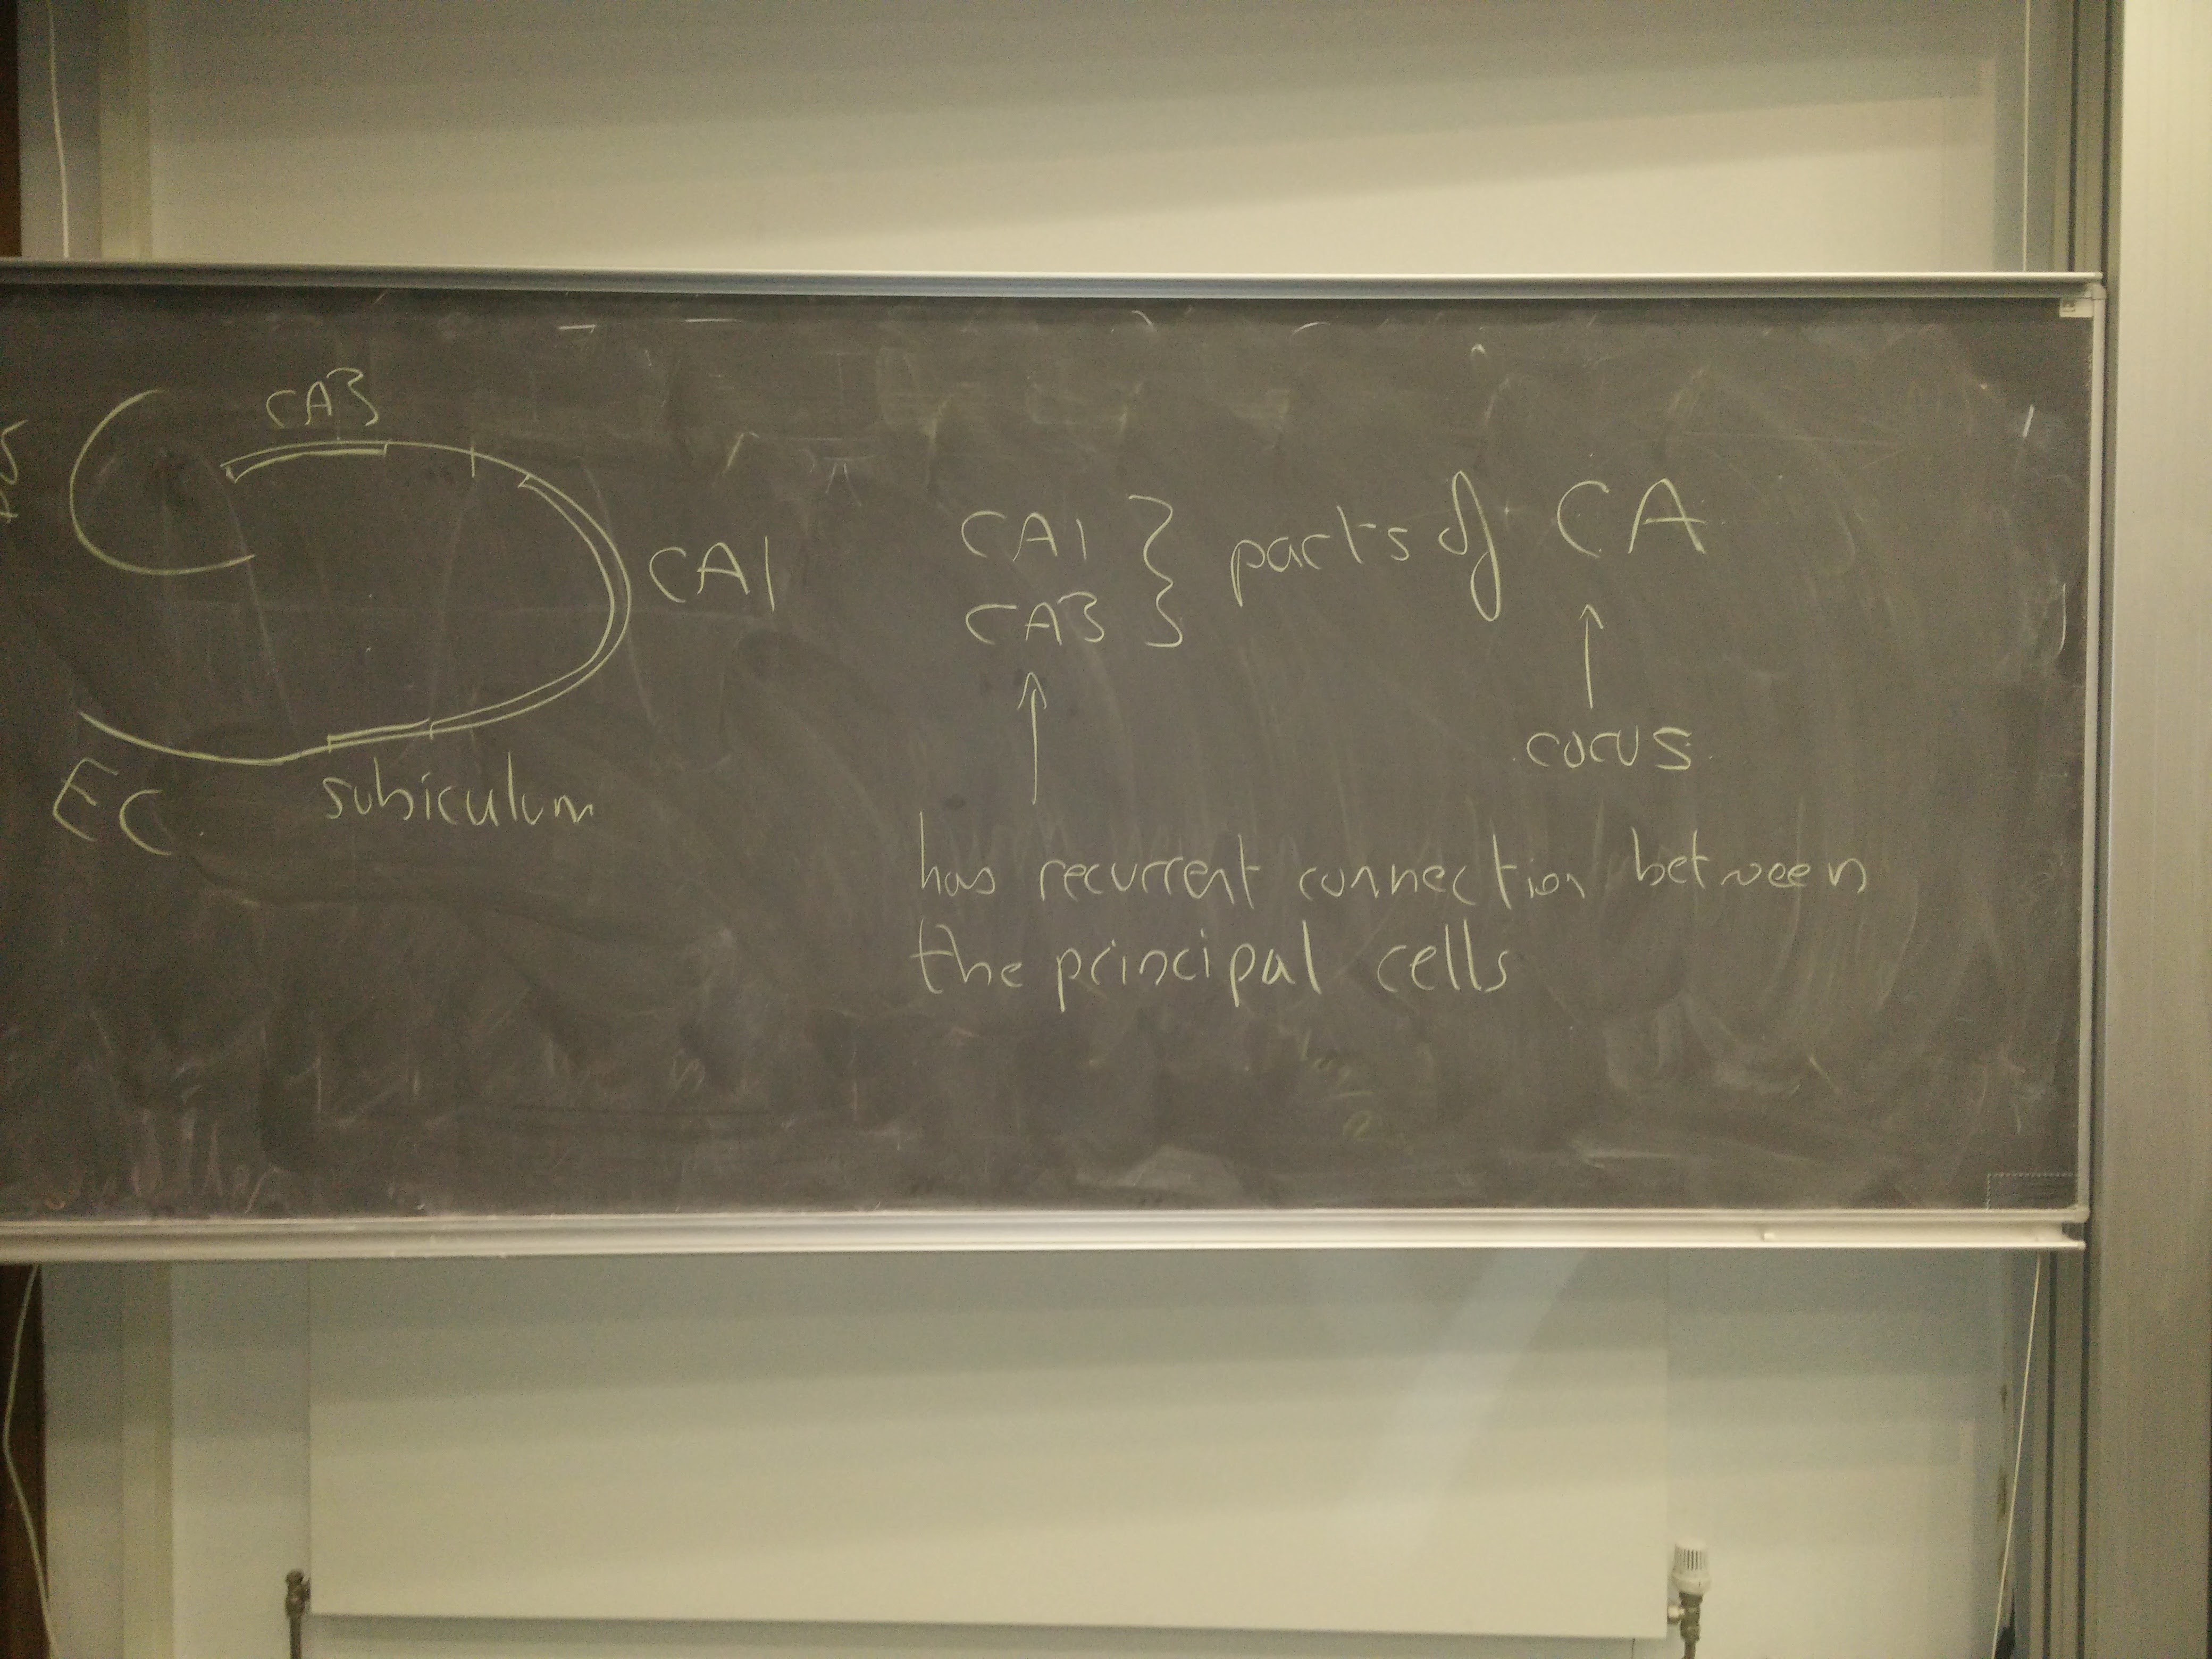 CA3
CA1
EC
subiculum
CA1
CA3
} parts of CA
cocus
has recurrent connection between
the principal cells